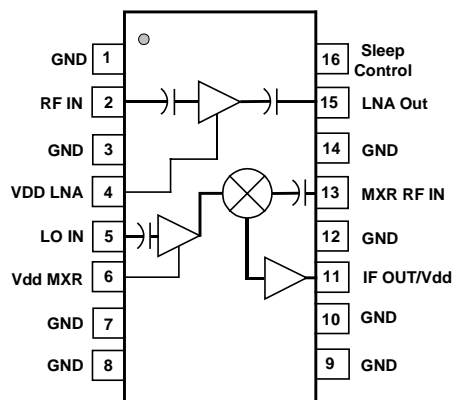 GND 1
RF IN 2
GND 3
VDD LNA 4
LO IN 5
Vdd MXR 6
GND 7
GND 8
16 Sleep
Control
15 LNA Out
14 GND
13 MXR RF IN
12 GND
11 IF OUT/Vdd
10 GND
9 GND